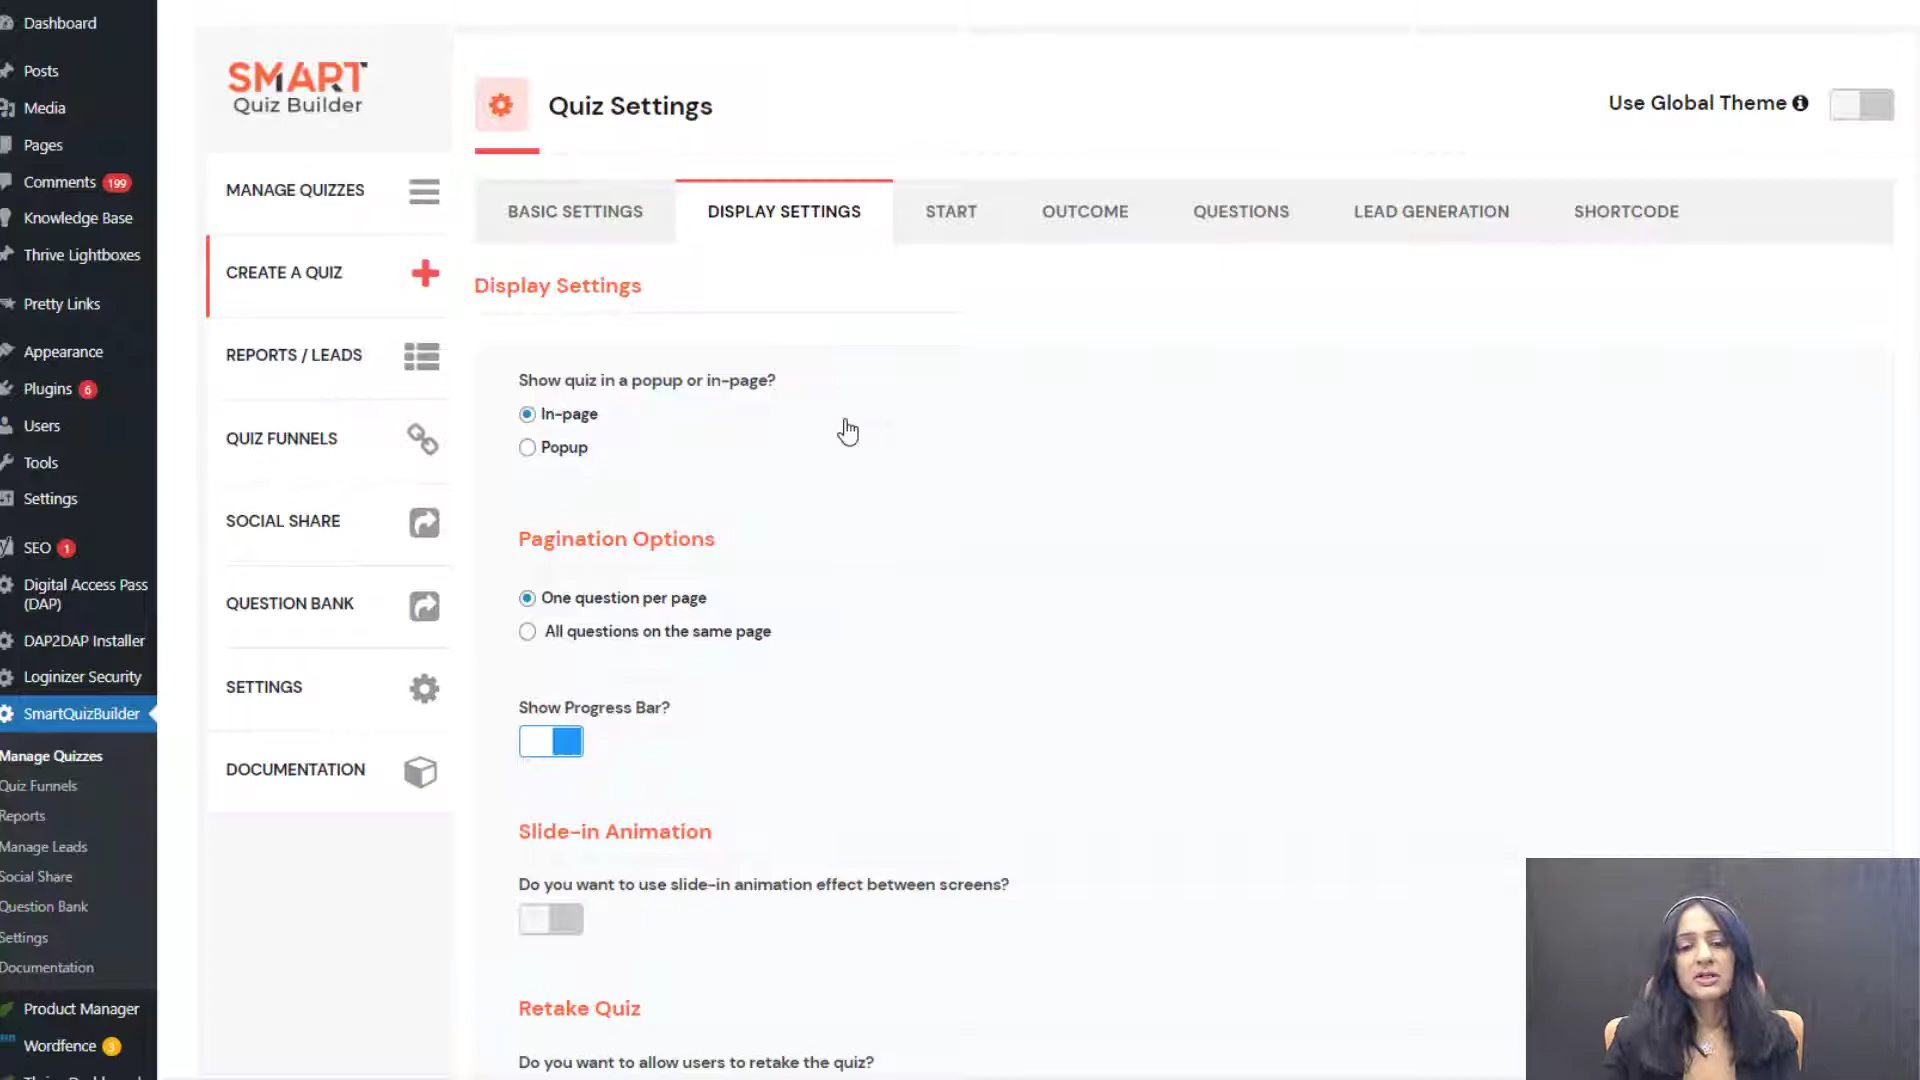 Dashboard
Posts
Media
Pages
Comments 199
Knowledge Base
Thrive Lightboxes
Pretty Links
Appearance
Plugins 6
Users
Tools
Settings
SEO 1
Digital Access Pass
(DAP)
DAP2DAP Installer
Loginizer Security
SmartQuizBuilder
Manage Quizzes
Quiz Funnels
Reports
Manage Leads
Social Share
Question Bank
Settings
Documentation
Product Manager
Wordfence 3
SMART
Quiz Builder
MANAGE QUIZZES
CREATE A QUIZ
REPORTS / LEADS
QUIZ FUNNELS
SOCIAL SHARE
QUESTION BANK
SETTINGS
DOCUMENTATION
Quiz Settings
Use Global Theme
BASIC SETTINGS
DISPLAY SETTINGS
START
OUTCOME
QUESTIONS
LEAD GENERATION
SHORTCODE
Display Settings
Show quiz in a popup or in-page?
In-page
Popup
Pagination Options
One question per page
All questions on the same page
Show Progress Bar?
Slide-in Animation
Do you want to use slide-in animation effect between screens?
Retake Quiz
Do you want to allow users to retake the quiz?